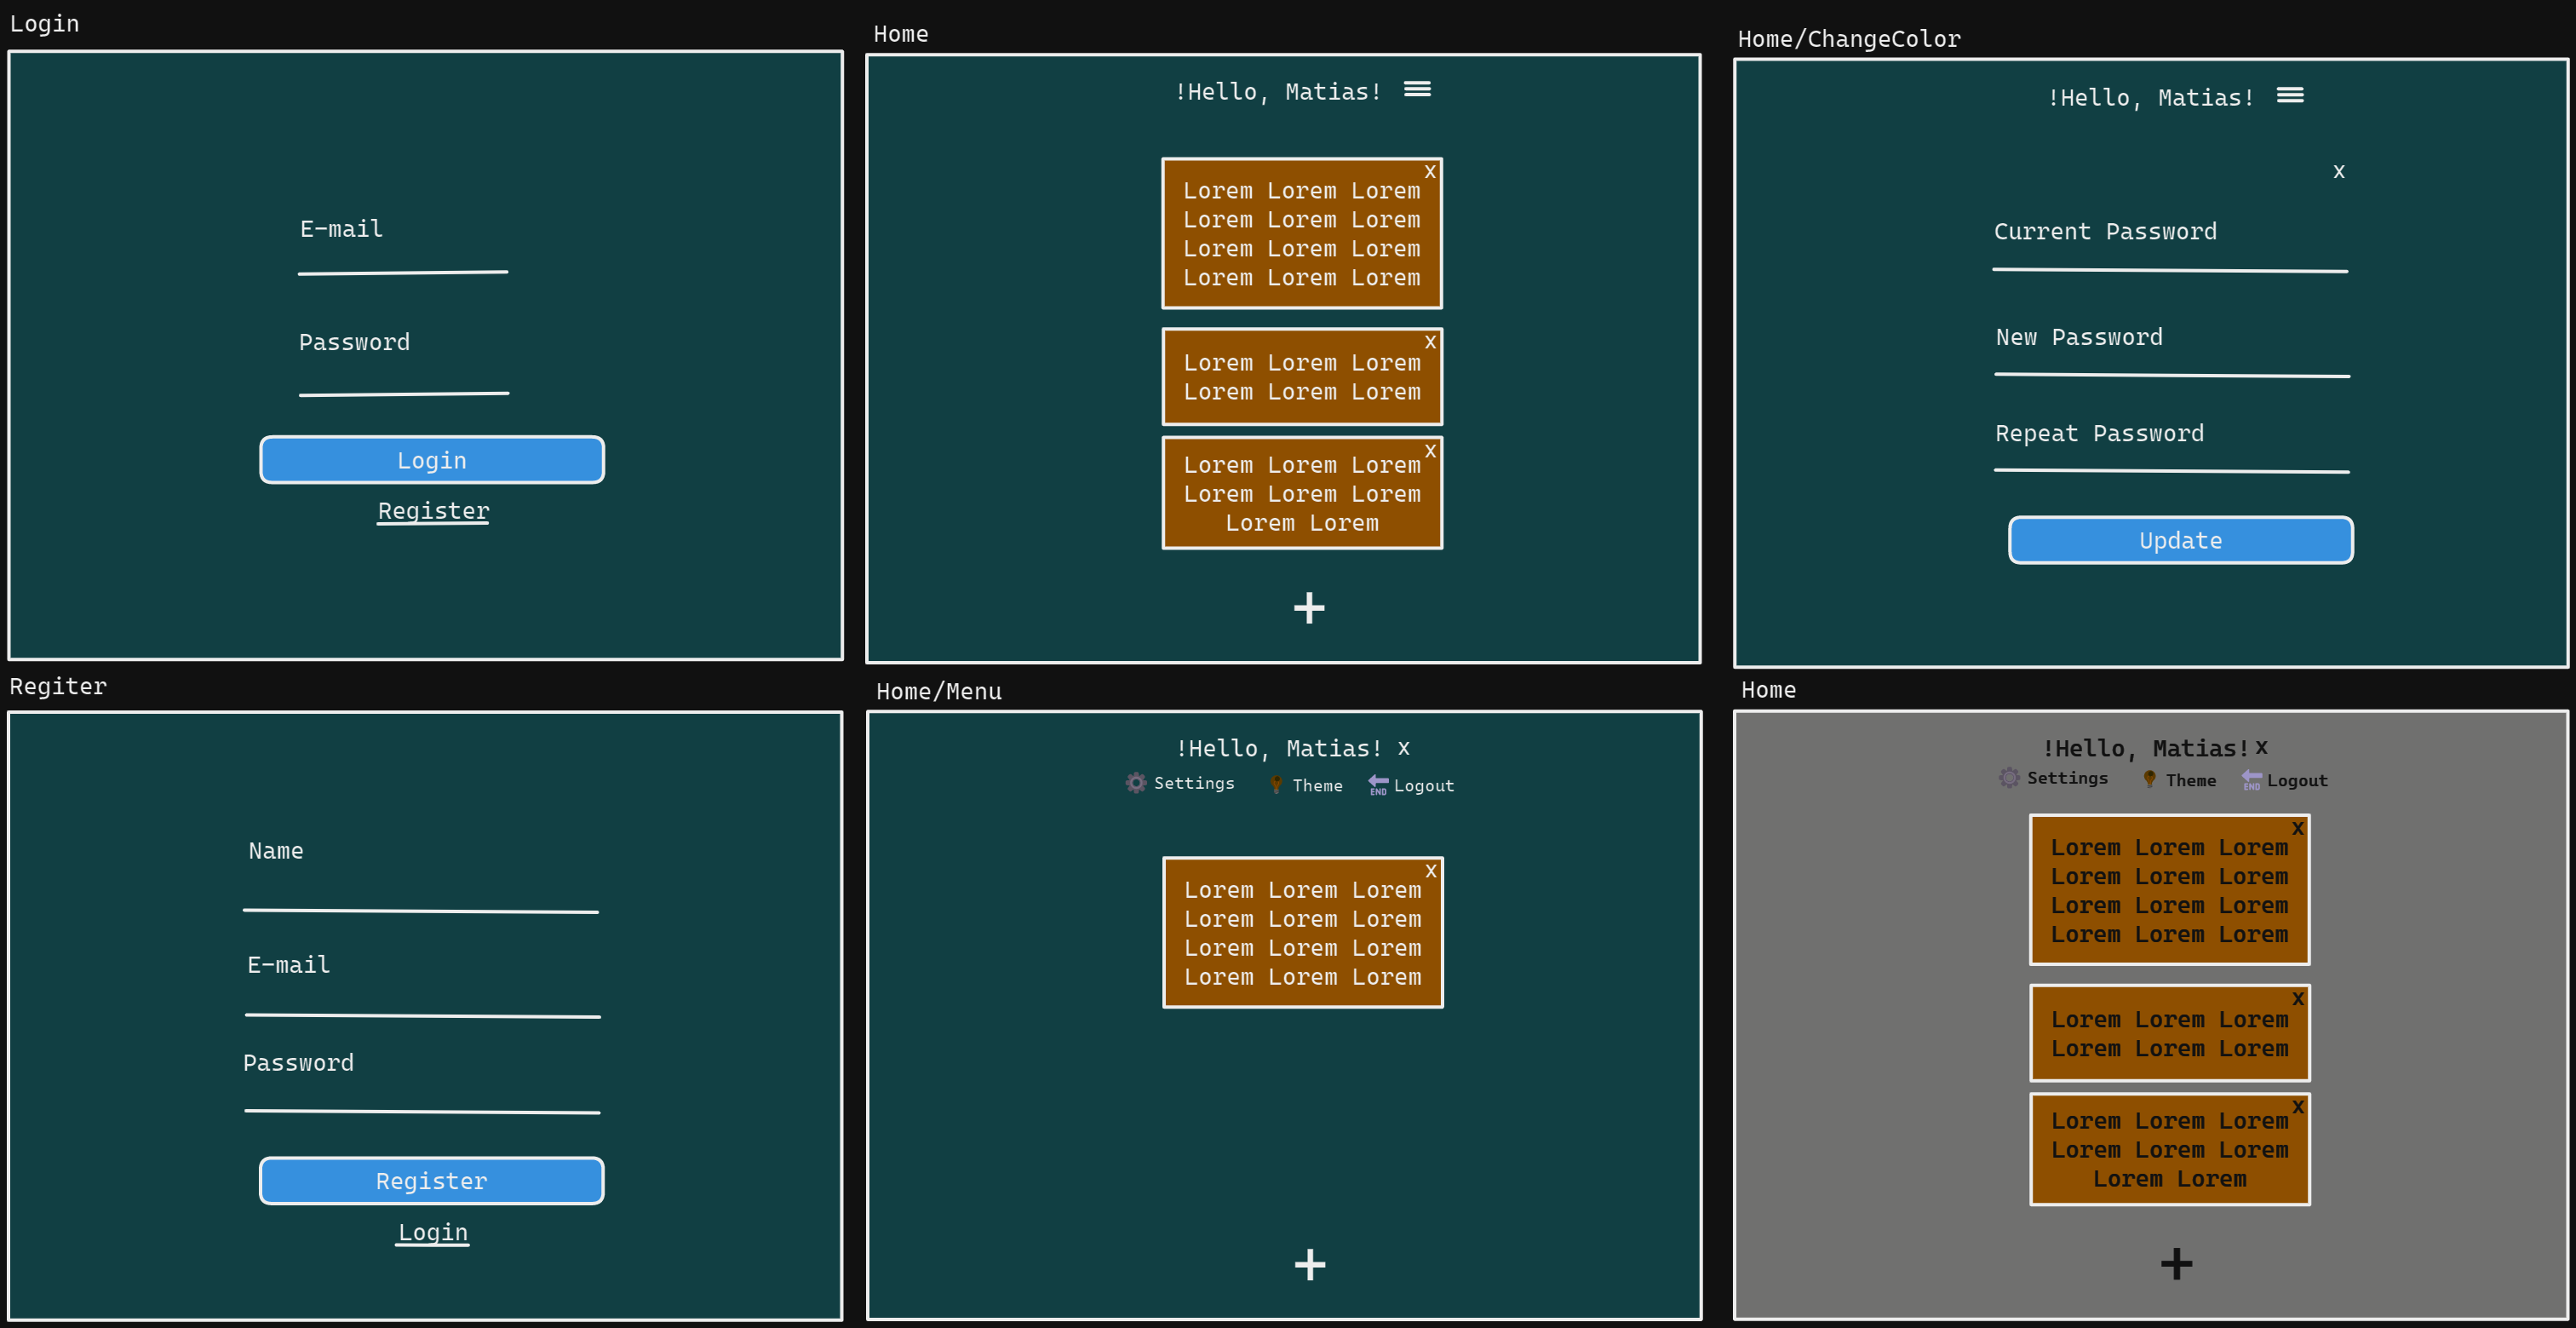 Login
E-mail
Password
Login
Register
Home
!Hello, Matias!
x
Lorem Lorem Lorem
Lorem Lorem Lorem
Lorem Lorem Lorem
Lorem Lorem Lorem
x
Lorem Lorem Lorem
Lorem Lorem Lorem
x
Lorem Lorem Lorem
Lorem Lorem Lorem
Lorem Lorem
+
Home/ChangeColor
!Hello, Matias!
x
Current Password
New Password
Repeat Password
Update
Regiter
Name
E-mail
Password
Register
Login
Home/Menu
!Hello, Matias! x
Settings Theme END Logout
x
Lorem Lorem Lorem
Lorem Lorem Lorem
Lorem Lorem Lorem
Lorem Lorem Lorem
+
Home
!Hello, Matias! x
Settings Theme END Logout
x
Lorem Lorem Lorem
Lorem Lorem Lorem
Lorem Lorem Lorem
Lorem Lorem Lorem
x
Lorem Lorem Lorem
Lorem Lorem Lorem
x
Lorem Lorem Lorem
Lorem Lorem Lorem
Lorem Lorem
+